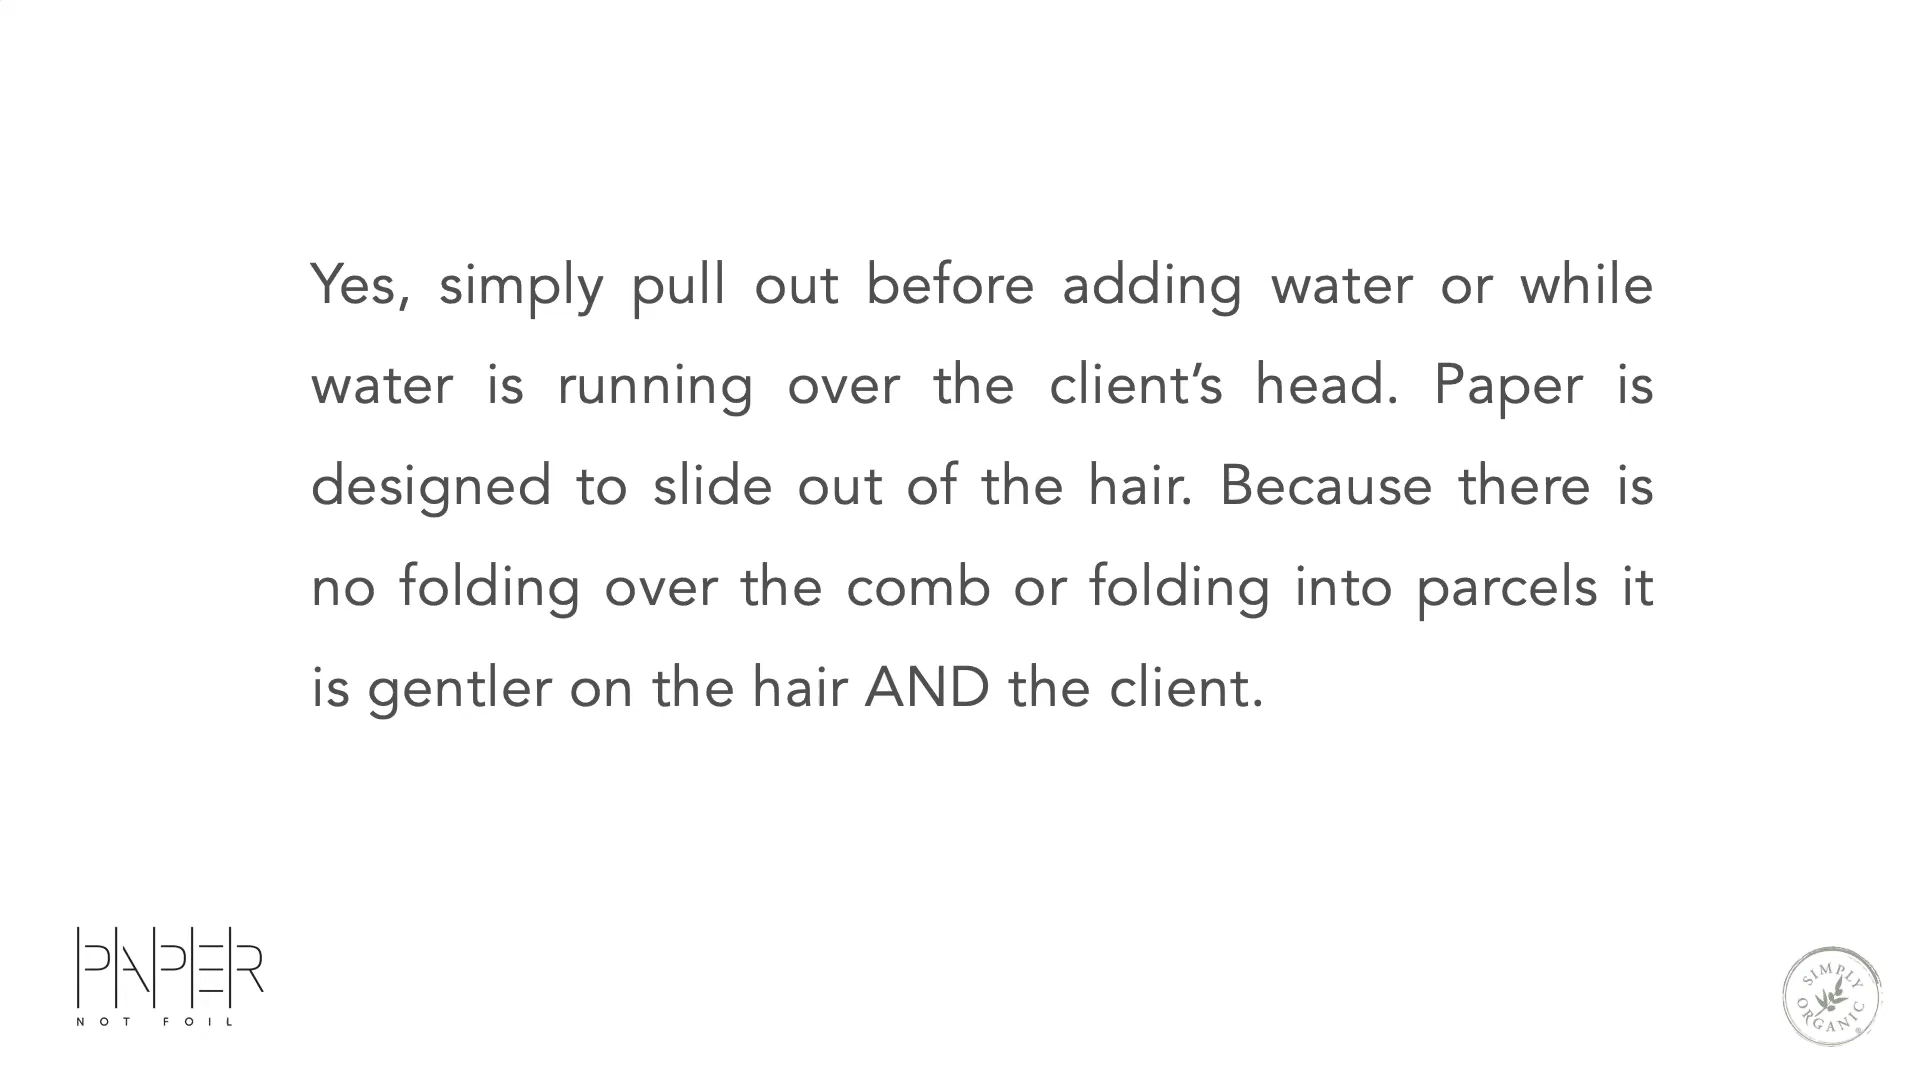 Yes, simply pull out before adding water or while
water is running over the client’s head. Paper is
designed to slide out of the hair. Because there is
no folding over the comb or folding into parcels it
is gentler on the hair AND the client.
PAPER
NOT FOIL
SIMPLY
ORGANIC®